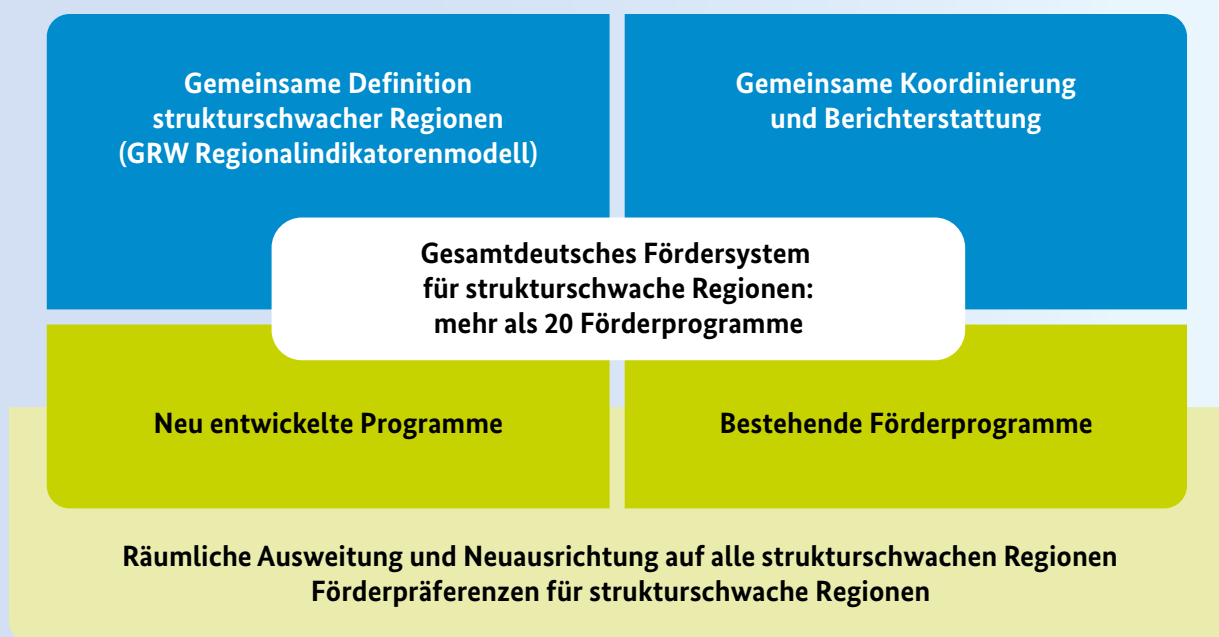 Gemeinsame Definition
strukturschwacher Regionen
(GRW Regionalindikatorenmodell)
Gemeinsame Koordinierung
und Berichterstattung
Gesamtdeutsches Fördersystem
für strukturschwache Regionen:
mehr als 20 Förderprogramme
Neu entwickelte Programme
Bestehende Förderprogramme
Räumliche Ausweitung und Neuausrichtung auf alle strukturschwachen Regionen
Förderpräferenzen für strukturschwache Regionen